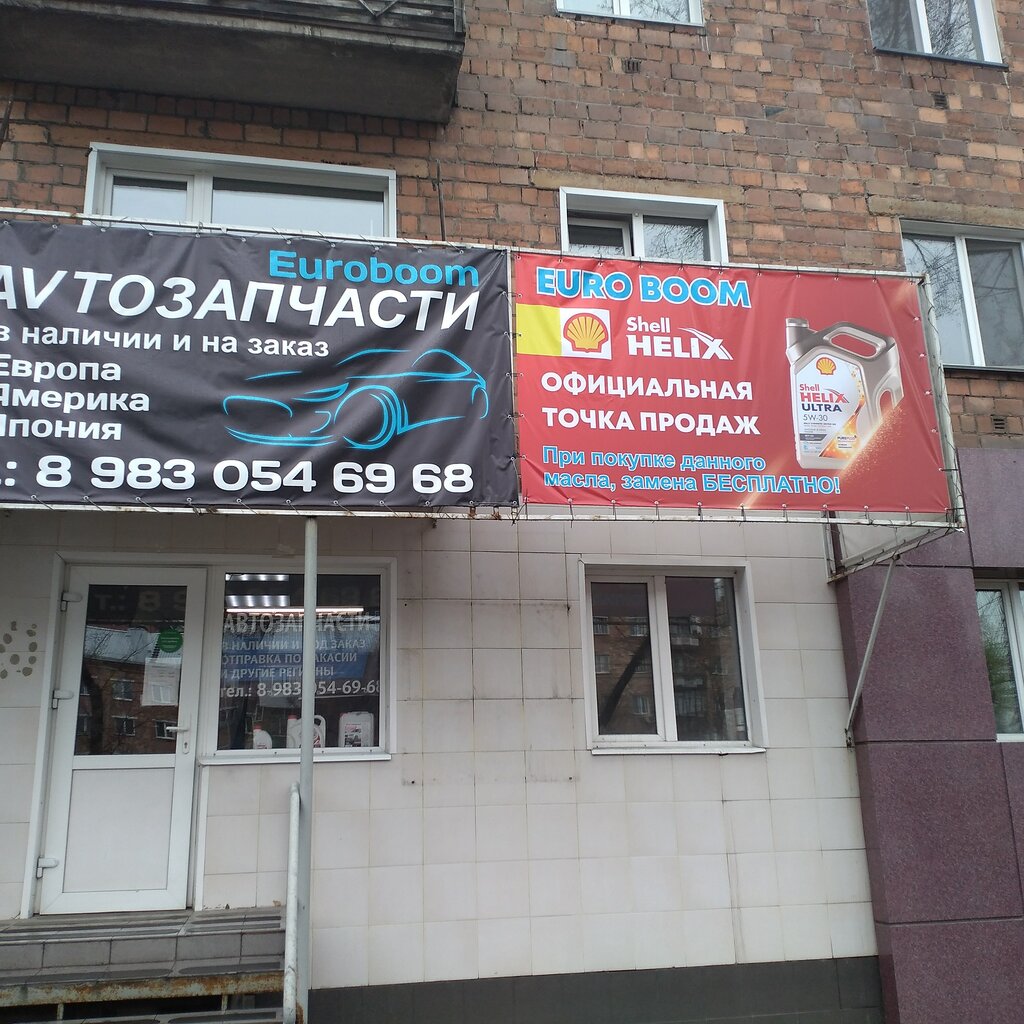 Euroboom
АVТОЗАПЧАСТИ
в наличии и на заказ
Европа
Америка
Япония
.: 8 983 054 69 68
EURO BOOM
Shell
HELIX
ОФИЦИАЛЬНАЯ
ТОЧКА ПРОДАЖ
При покупке данного
масла, замена БЕСПЛАТНО!
Shell
HELIX
ULTRA
5W-30
т.: 8 9
АВТОЗАПЧАСТИ
В НАЛИЧИИ И ПОД ЗАКАЗ
ОТПРАВКА ПО ХАКАСИИ
И ДРУГИЕ РЕГИОНЫ
тел.: 8-983-054-69-68